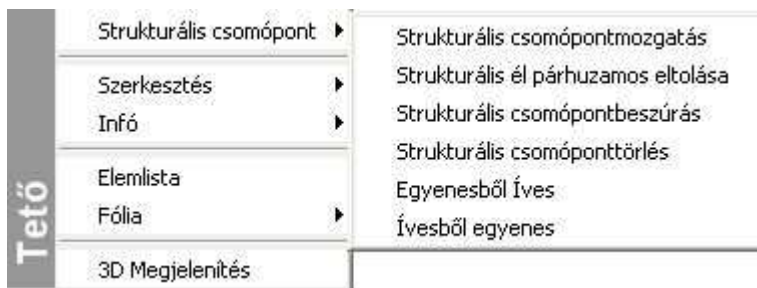 Tető
Strukturális csomópont
Szerkesztés
Infó
Elemlista
Fólia
3D Megjelenítés
Strukturális csomópontmozgatás
Strukturális él párhuzamos eltolása
Strukturális csomópontbeszúrás
Strukturális csomóponttörlés
Egyenesből Íves
Ívesből egyenes